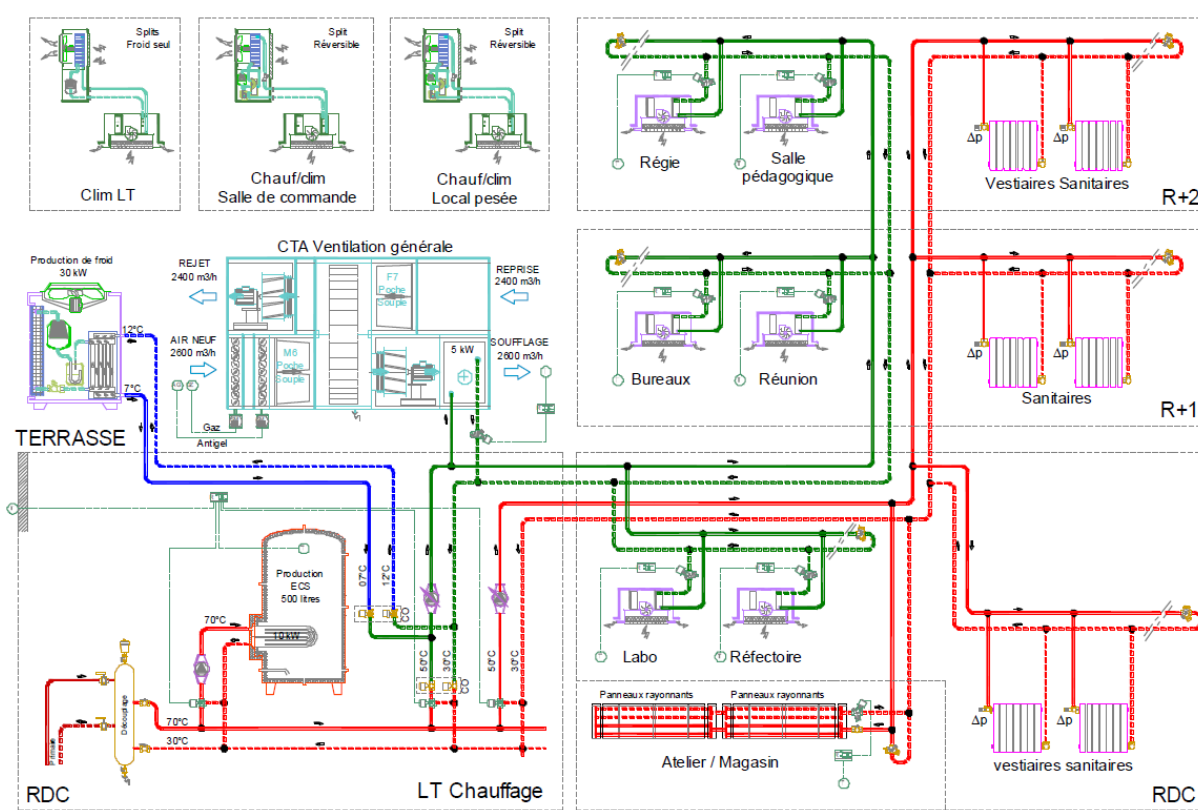 Splits
Froid seul
Clim LT
Split
Réversible
Chauf/clim
Salle de commande
Split
Réversible
Chauf/clim
Local pesée
Régie
Salle
pédagogique
Δp
Δp
Vestiaires Sanitaires
R+2
CTA Ventilation générale
Production de froid
30 kW
12°C
7°C
REJET
2400 m3/h
AIR NEUF
2600 m3/h
F7
Poche
Souple
M6
Poche
Souple
5 kW
REPRISE
2400 m3/h
SOUFFLAGE
2600 m3/h
Gaz
Antigel
TERRASSE
Bureaux
Réunion
Δp
Δp
Sanitaires
R+1
Production
ECS
500 litres
10 kW
70°C
07°C
12°C
CO
50°C
30°C
CO
50°C
30°C
Découplage
Primaire
70°C
30°C
RDC
LT Chauffage
Labo
Réfectoire
Panneaux rayonnants
Panneaux rayonnants
Atelier / Magasin
Δp
Δp
vestiaires sanitaires
RDC